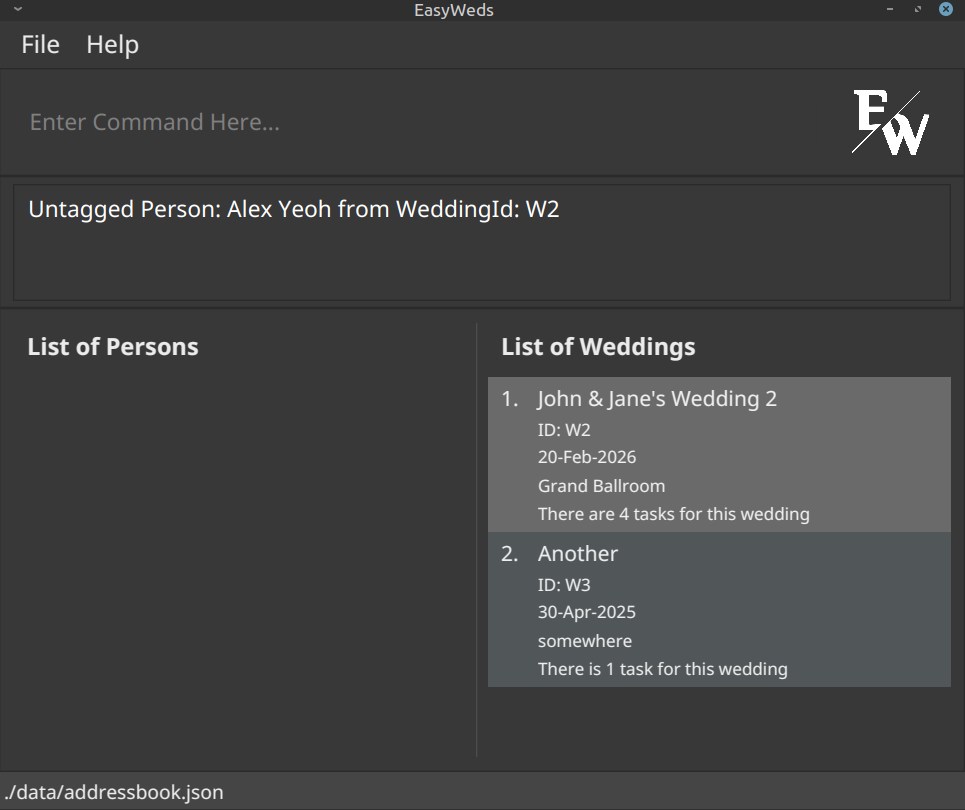 EasyWeds
File Help
Enter Command Here...
EW
Untagged Person: Alex Yeoh from WeddingId: W2
List of Persons
List of Weddings
1. John & Jane's Wedding 2
ID: W2
20-Feb-2026
Grand Ballroom
There are 4 tasks for this wedding
2. Another
ID: W3
30-Apr-2025
somewhere
There is 1 task for this wedding
./data/addressbook.json